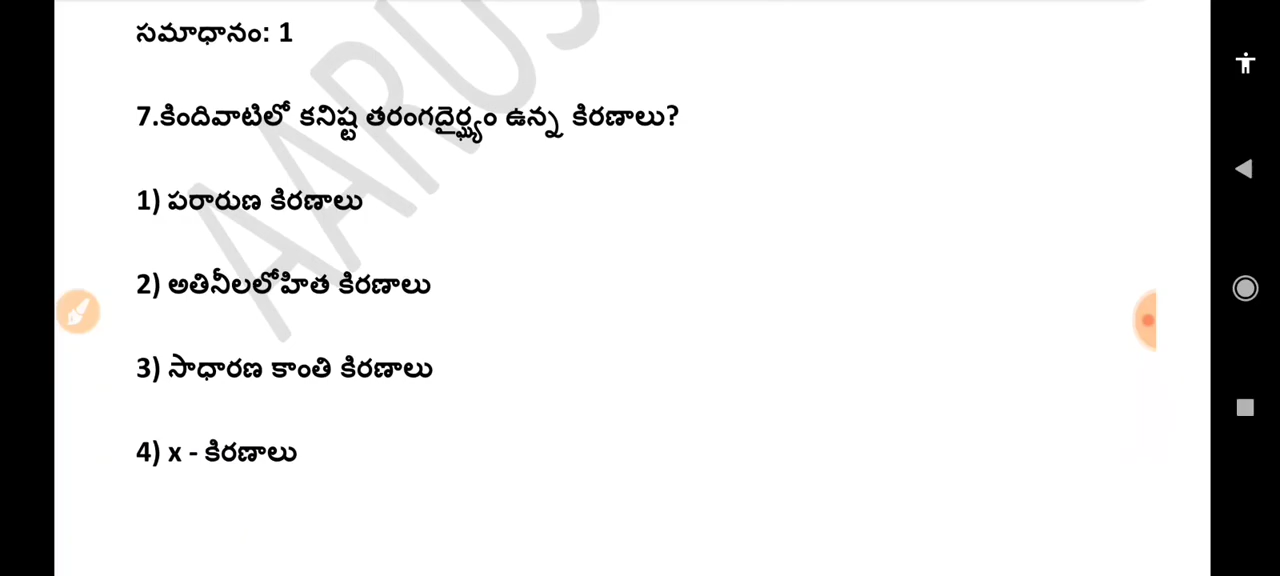 సమాధానం: 1
7.కిందివాటిలో కనిష్ట తరంగదైర్ఘ్యం ఉన్న కిరణాలు?
1) పరారుణ కిరణాలు
2) అతినీలలోహిత కిరణాలు
3) సాధారణ కాంతి కిరణాలు
4) x - కిరణాలు